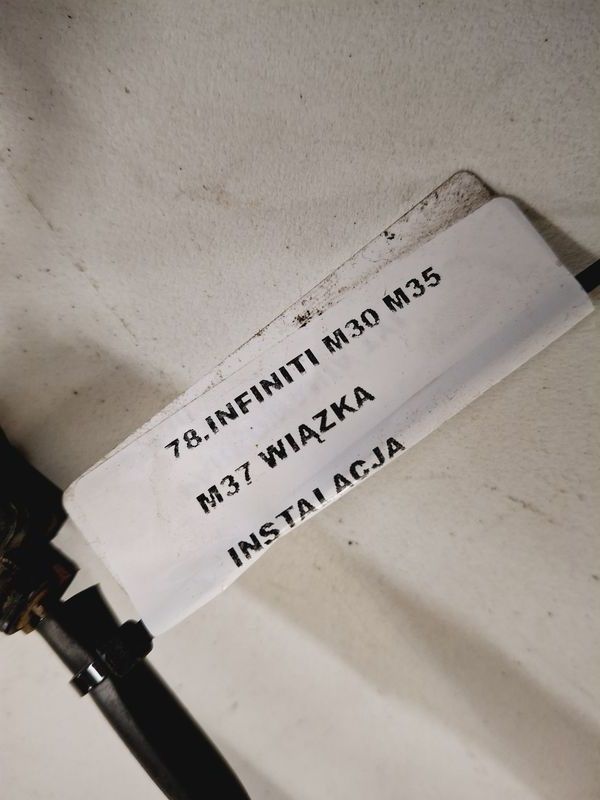 78.INFINITI M30 M35
M37 WIĄZKA
INSTALACJA